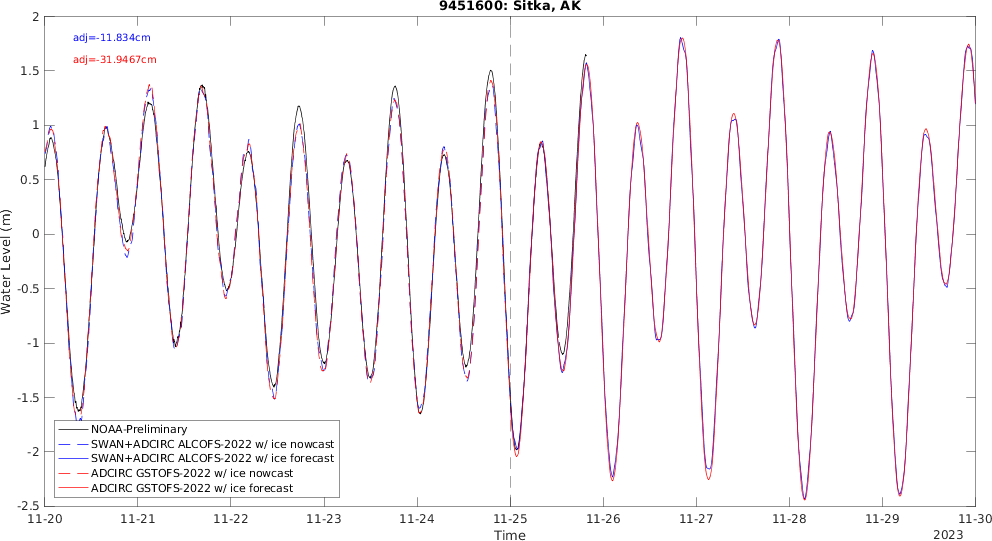 9451600: Sitka, AK
adj=-11.834cm
adj=-31.9467cm
2
1.5
1
0.5
0
-0.5
-1
-1.5
-2
-2.5
Water Level (m)
NOAA-Preliminary
SWAN+ADCIRC ALCOFS-2022 w/ ice nowcast
SWAN+ADCIRC ALCOFS-2022 w/ ice forecast
ADCIRC GSTOFS-2022 w/ ice nowcast
ADCIRC GSTOFS-2022 w/ ice forecast
11-20 11-21 11-22 11-23 11-24 11-25 11-26 11-27 11-28 11-29 11-30
Time
2023